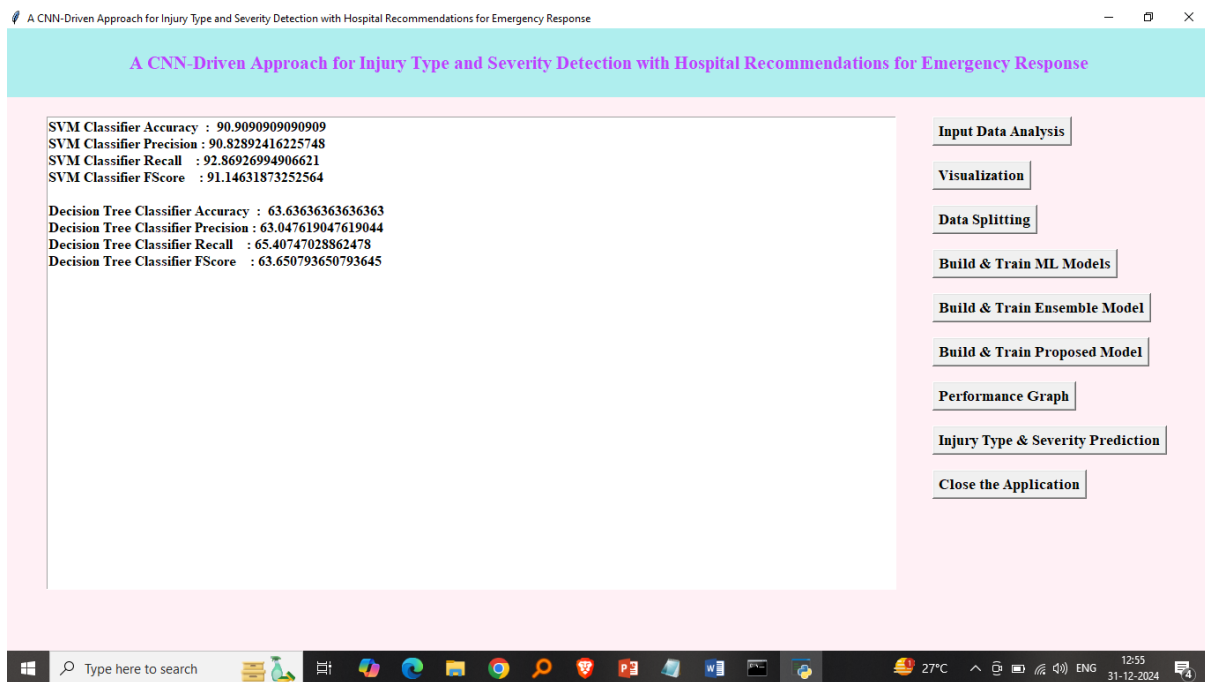 A CNN-Driven Approach for Injury Type and Severity Detection with Hospital Recommendations for Emergency Response
A CNN-Driven Approach for Injury Type and Severity Detection with Hospital Recommendations for Emergency Response
SVM Classifier Accuracy : 90.9090909090909
SVM Classifier Precision : 90.82892416225748
SVM Classifier Recall : 92.86926994906621
SVM Classifier FScore : 91.14631873252564
Decision Tree Classifier Accuracy : 63.63636363636363
Decision Tree Classifier Precision : 63.047619047619044
Decision Tree Classifier Recall : 65.40747028862478
Decision Tree Classifier FScore : 63.650793650793645
Input Data Analysis
Visualization
Data Splitting
Build & Train ML Models
Build & Train Ensemble Model
Build & Train Proposed Model
Performance Graph
Injury Type & Severity Prediction
Close the Application
Type here to search
27°C
ENG
12:55
31-12-2024
4